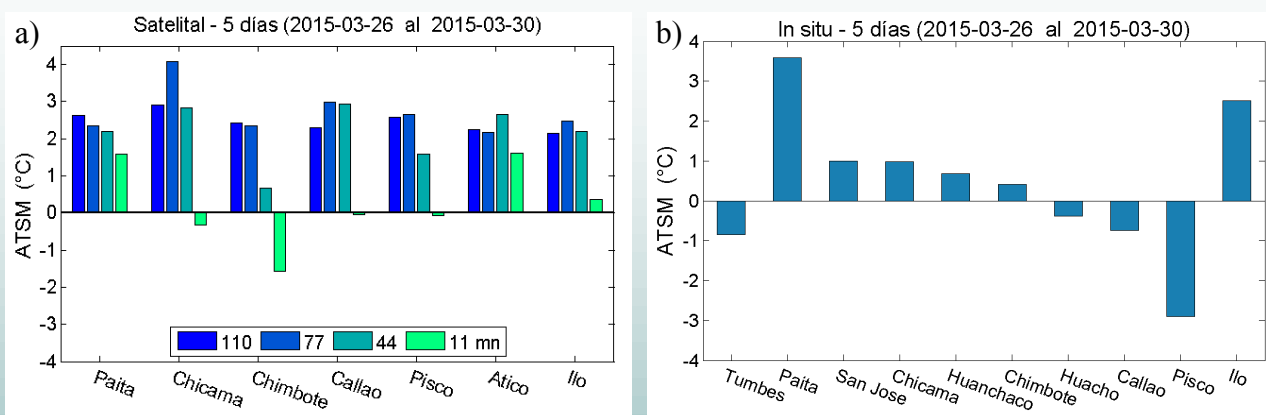 a)
Satelital - 5 días (2015-03-26 al 2015-03-30)
ATSM (°C)
4
3
2
1
0
-1
-2
-3
-4
110 77 44 11 mn
Paita Chicama Chimbote Callao Pisco Atico Ilo
b)
In situ - 5 días (2015-03-26 al 2015-03-30)
ATSM (°C)
4
3
2
1
0
-1
-2
-3
-4
Tumbes Paita San Jose Chicama Huanchaco Chimbote Huacho Callao Pisco Ilo